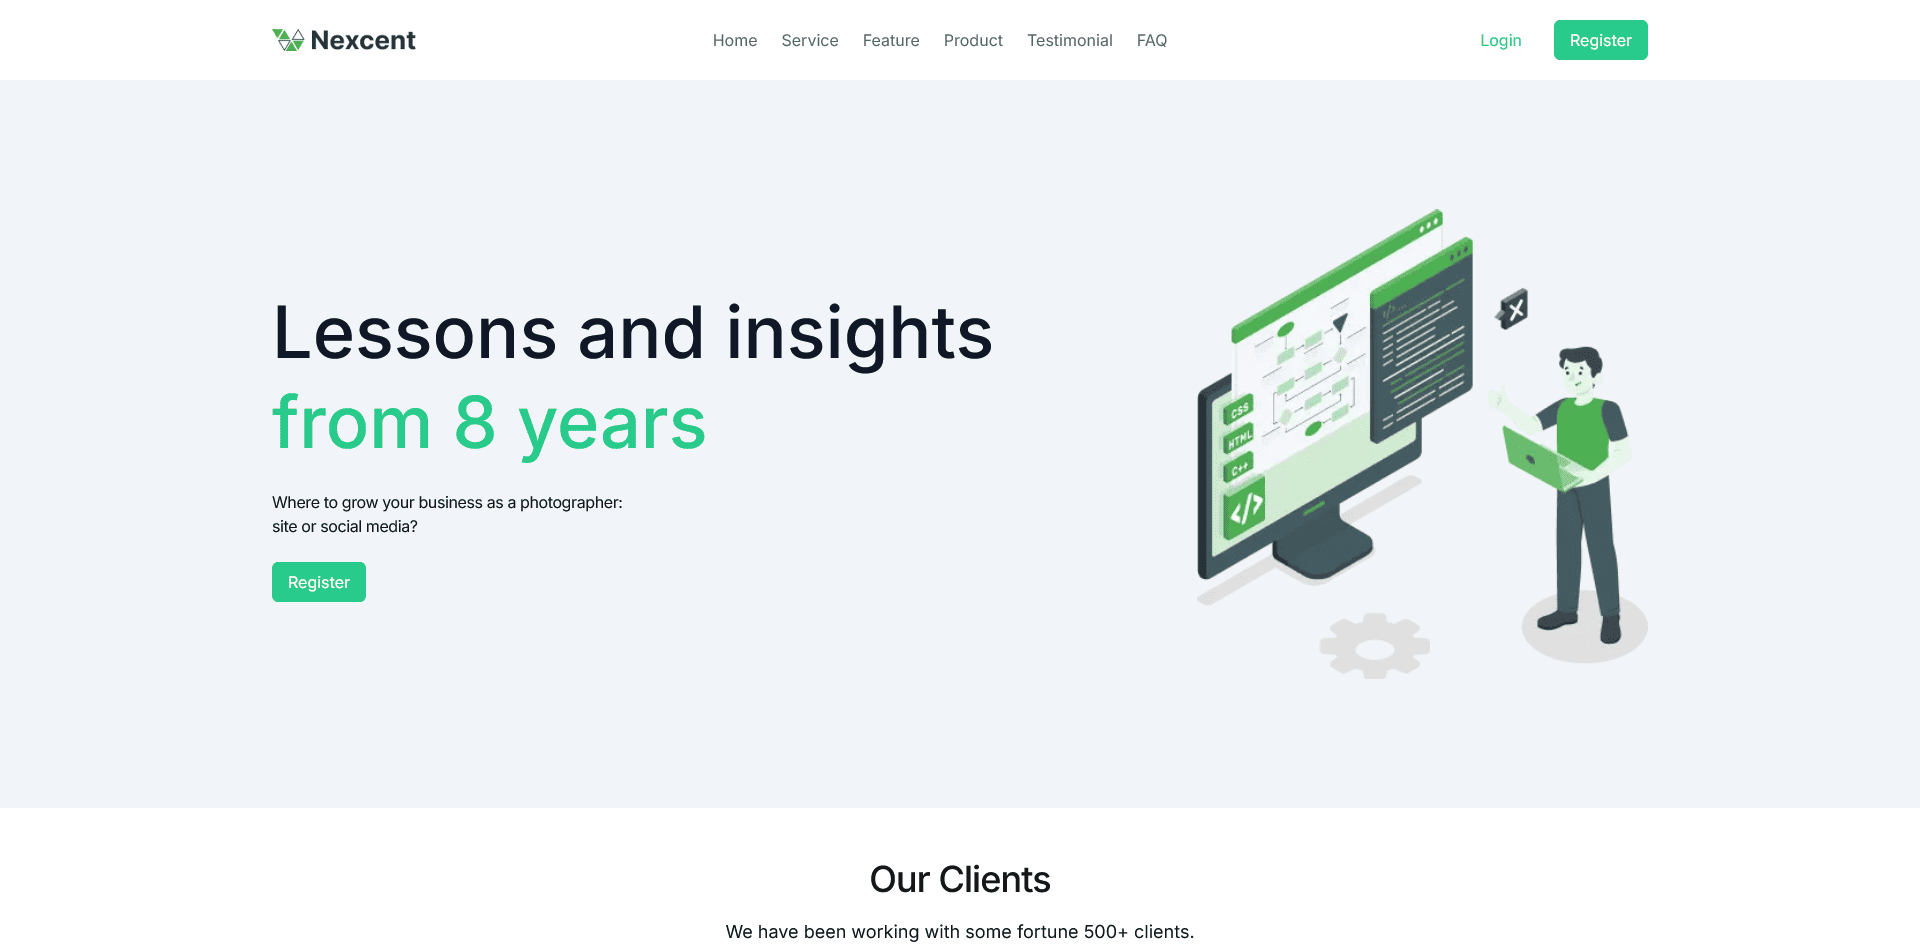 Nexcent
Home Service Feature Product Testimonial FAQ
Login Register
Lessons and insights
from 8 years
Where to grow your business as a photographer:
site or social media?
Register
CSS
HTML
C++
</>
Our Clients
We have been working with some fortune 500+ clients.